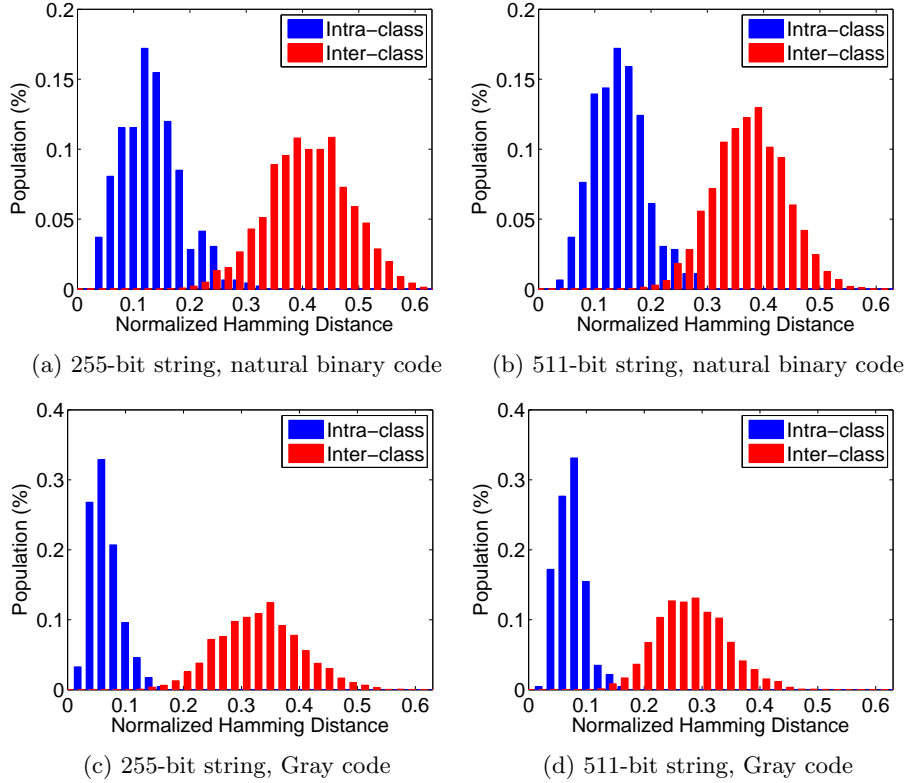 0.2
0.15
0.1
0.05
0
Population (%)
Intra-class
Inter-class
0 0.1 0.2 0.3 0.4 0.5 0.6
Normalized Hamming Distance
(a) 255-bit string, natural binary code
0.2
0.15
0.1
0.05
0
Population (%)
Intra-class
Inter-class
0 0.1 0.2 0.3 0.4 0.5 0.6
Normalized Hamming Distance
(b) 511-bit string, natural binary code
0.4
0.3
0.2
0.1
0
Population (%)
Intra-class
Inter-class
0 0.1 0.2 0.3 0.4 0.5 0.6
Normalized Hamming Distance
(c) 255-bit string, Gray code
0.4
0.3
0.2
0.1
0
Population (%)
Intra-class
Inter-class
0 0.1 0.2 0.3 0.4 0.5 0.6
Normalized Hamming Distance
(d) 511-bit string, Gray code